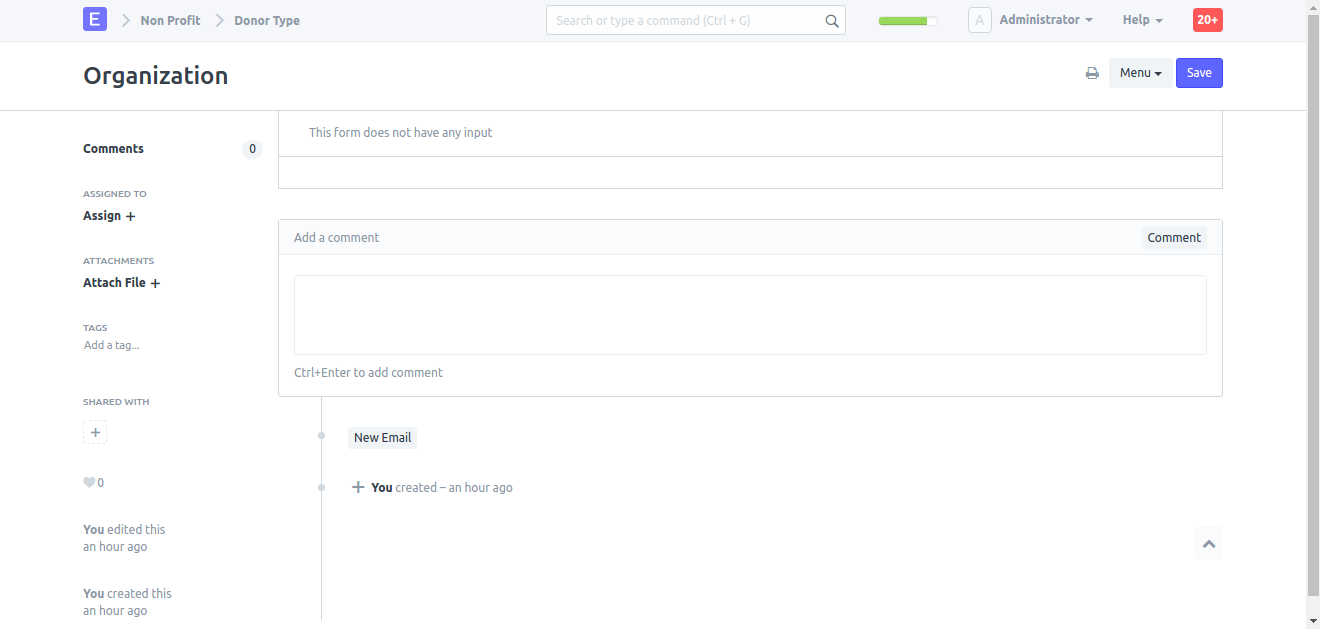 E Non Profit Donor Type Search or type a command (Ctrl + G) A Administrator Help 20+
Organization Menu Save
This form does not have any input
Comments 0
ASSIGNED TO
Assign +
ATTACHMENTS
Attach File +
TAGS
Add a tag...
SHARED WITH
+
0
You edited this
an hour ago
You created this
an hour ago
Add a comment Comment
Ctrl+Enter to add comment
New Email
+ You created – an hour ago